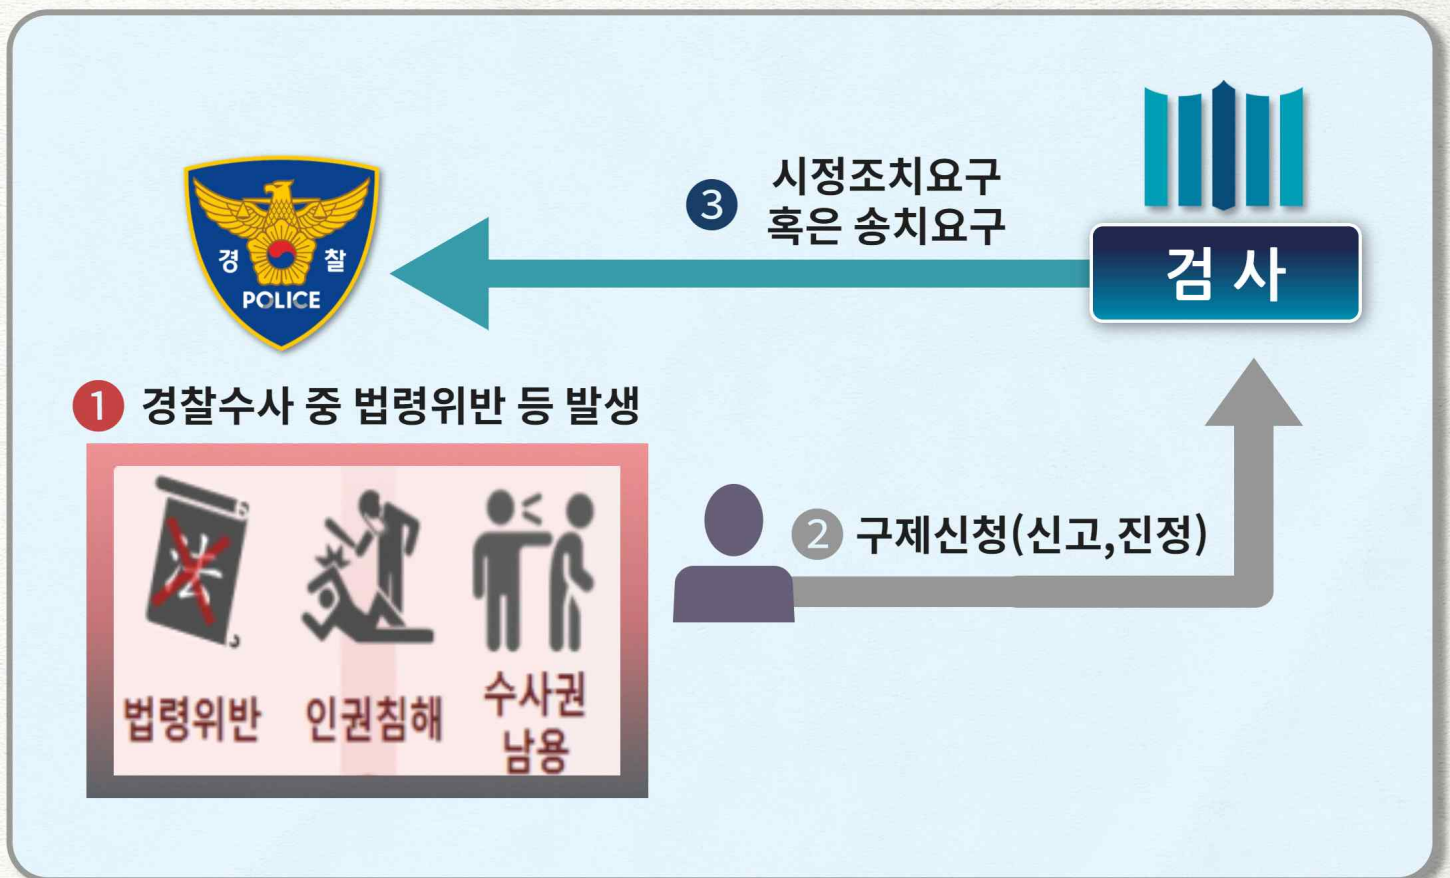 3 시정조치요구
혹은 송치요구
검 사
경 찰
POLICE
1 경찰수사 중 법령위반 등 발생
法
법령위반
인권침해
수사권
남용
2 구제신청(신고,진정)